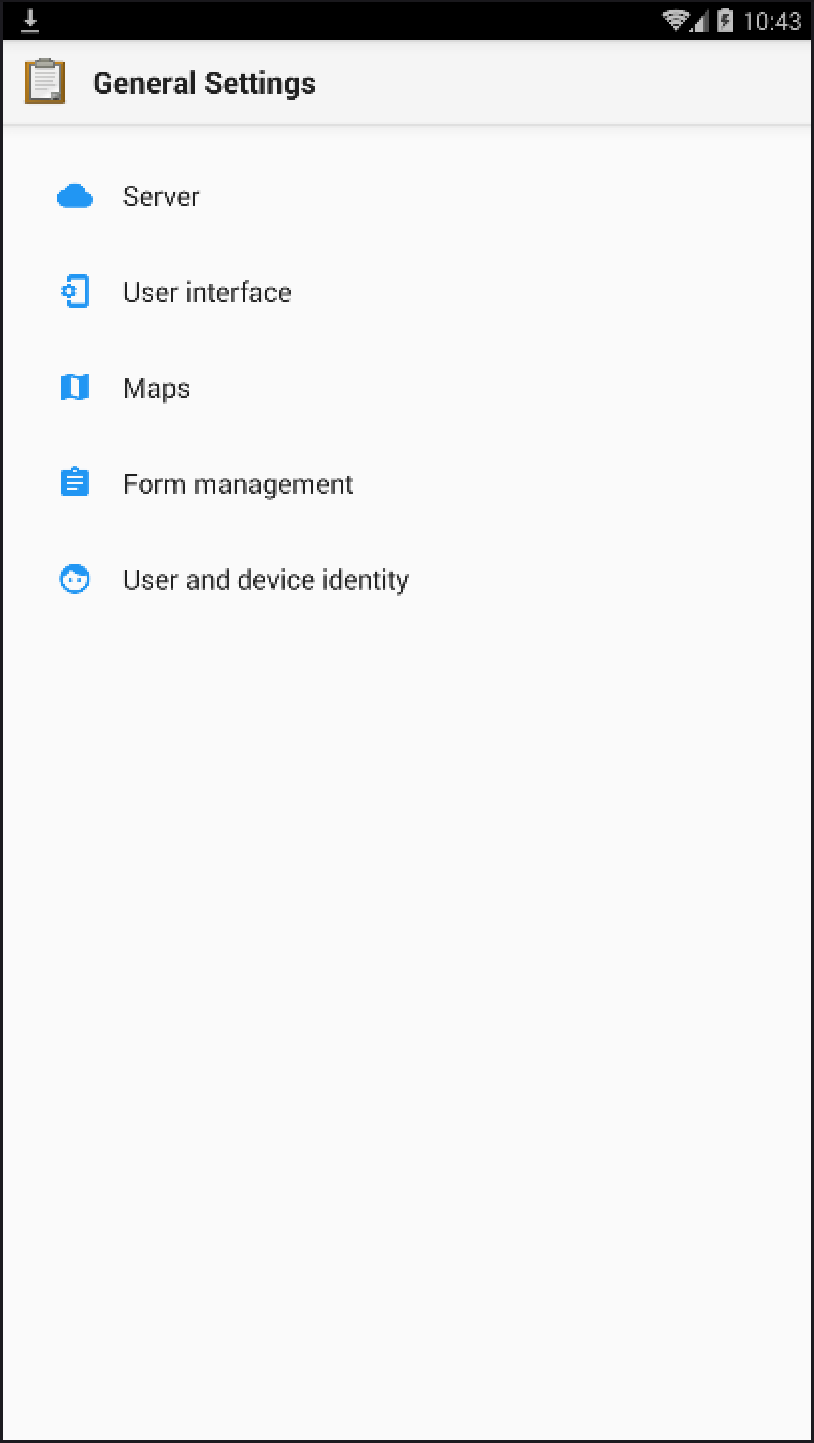 10:43
General Settings
Server
User interface
Maps
Form management
User and device identity